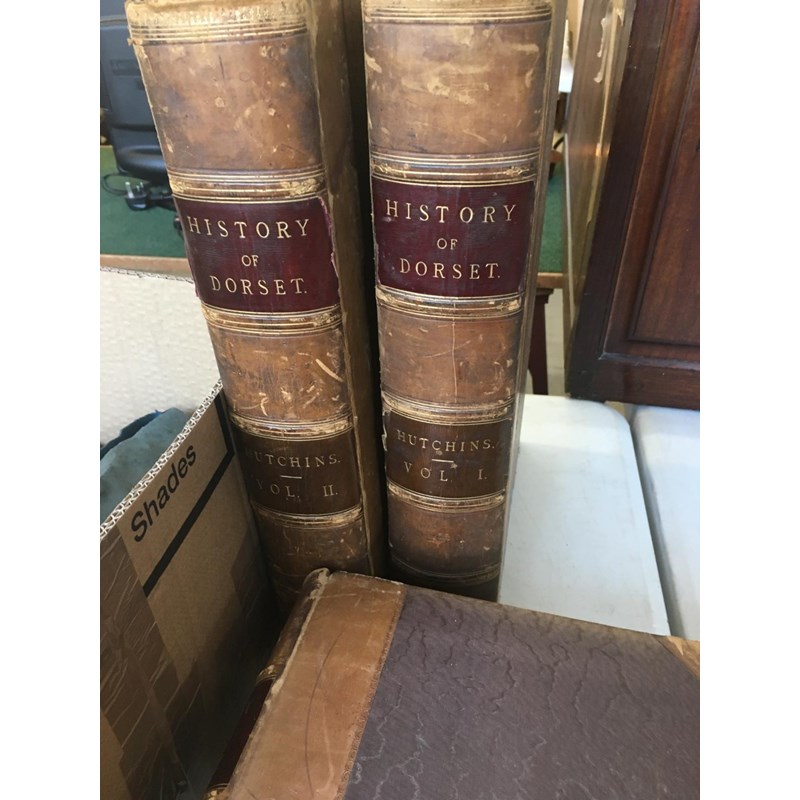 HISTORY
OF
DORSET.
HUTCHINS.
VOL. II.
HISTORY
OF
DORSET.
HUTCHINS.
VOL. I.
Shades